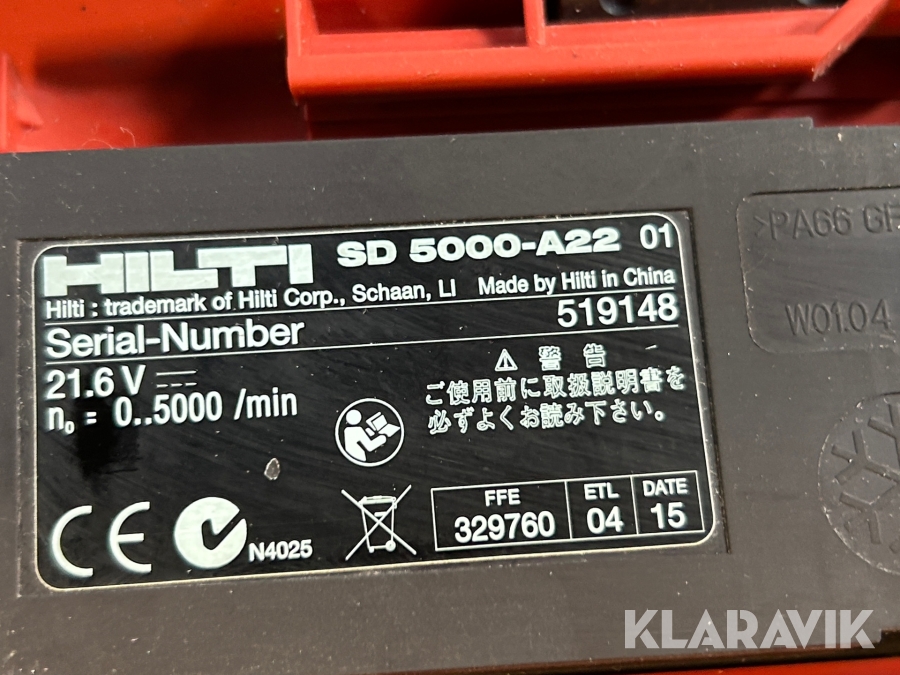 HILTI SD 5000-A22 01
Hilti : trademark of Hilti Corp., Schaan, LI Made by Hilti in China
Serial-Number 519148
21.6 V
n₀ = 0..5000 /min
警 告
ご使用前に取扱説明書を
必ずよくお読み下さい。
CE
N4025
FFE ETL DATE
329760 04 15
>PA66 GF
W01.04
KLARAVIK